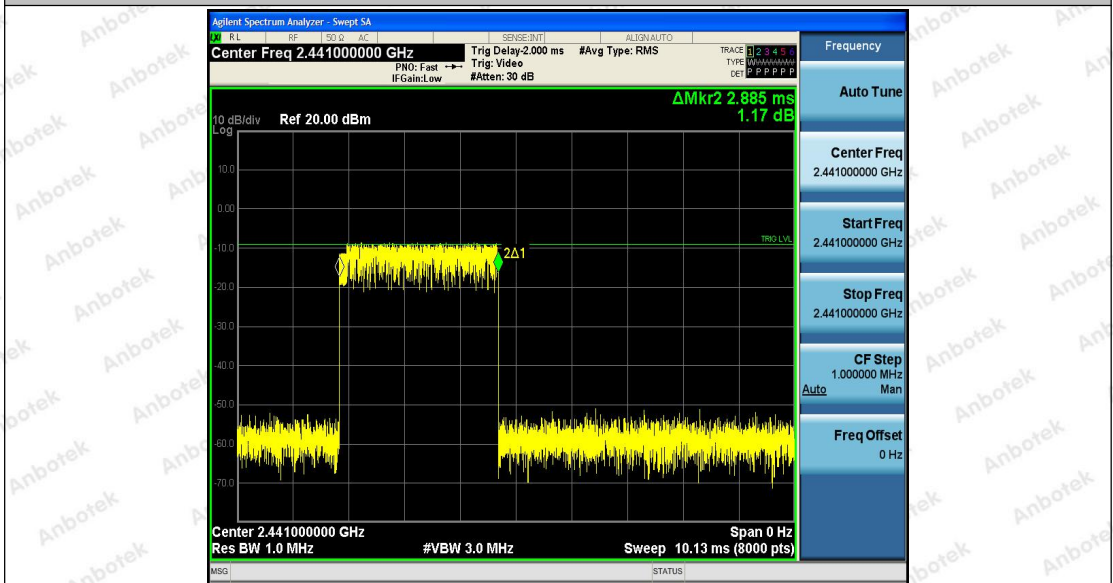 Agilent Spectrum Analyzer - Swept SA
RL RF 50 Ω AC SENSE:INT ALIGN AUTO
Center Freq 2.441000000 GHz
PNO: Fast
IFGain:Low
Trig Delay-2.000 ms
Trig: Video
#Atten: 30 dB
#Avg Type: RMS
TRACE 1 2 3 4 5 6
TYPE
DET P P P P P P
ΔMkr2 2.885 ms
1.17 dB
10 dB/div Ref 20.00 dBm
Log
10.0
0.00
-10.0
-20.0
-30.0
-40.0
-50.0
-60.0
-70.0
TRIG LVL
2Δ1
Center 2.441000000 GHz
Span 0 Hz
Res BW 1.0 MHz
#VBW 3.0 MHz
Sweep 10.13 ms (8000 pts)
MSG
STATUS
Frequency
Auto Tune
Center Freq
2.441000000 GHz
Start Freq
2.441000000 GHz
Stop Freq
2.441000000 GHz
CF Step
1.000000 MHz
Auto Man
Freq Offset
0 Hz
Anbotek